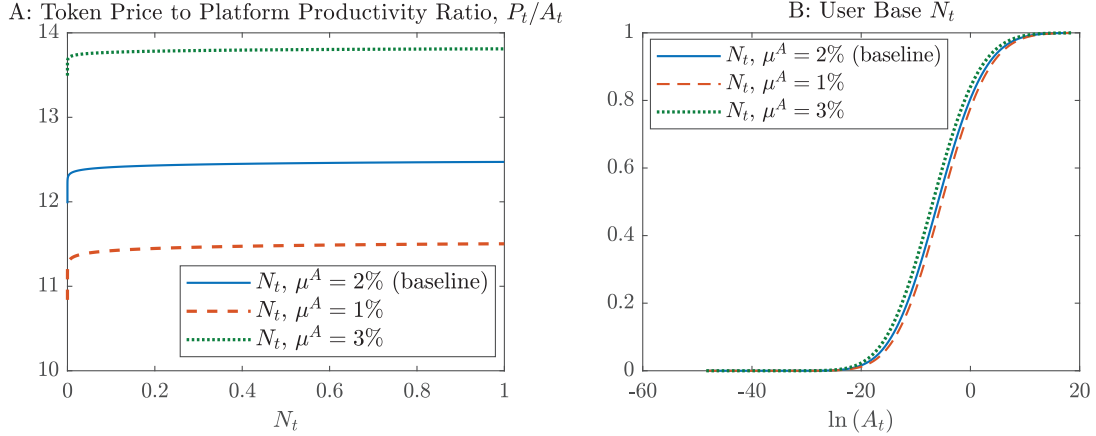 A: Token Price to Platform Productivity Ratio, P_t/A_t
14
13
12
11
10
N_t, μ^A = 2% (baseline)
N_t, μ^A = 1%
N_t, μ^A = 3%
0 0.2 0.4 0.6 0.8 1
N_t
B: User Base N_t
1
0.8
0.6
0.4
0.2
0
N_t, μ^A = 2% (baseline)
N_t, μ^A = 1%
N_t, μ^A = 3%
-60 -40 -20 0 20
ln (A_t)